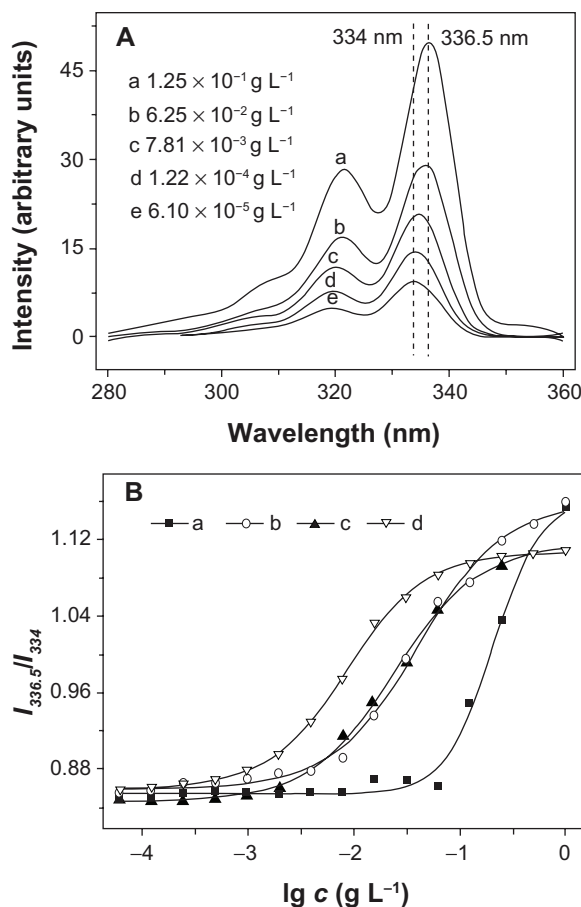 A
334 nm 336.5 nm
a 1.25 × 10⁻¹ g L⁻¹
b 6.25 × 10⁻² g L⁻¹
c 7.81 × 10⁻³ g L⁻¹
d 1.22 × 10⁻⁴ g L⁻¹
e 6.10 × 10⁻⁵ g L⁻¹
a
b
c
d
e
Intensity (arbitrary units)
45
30
15
0
280 300 320 340 360
Wavelength (nm)
B
a b c d
I336.5/I334
1.12
1.04
0.96
0.88
−4 −3 −2 −1 0
lg c (g L⁻¹)